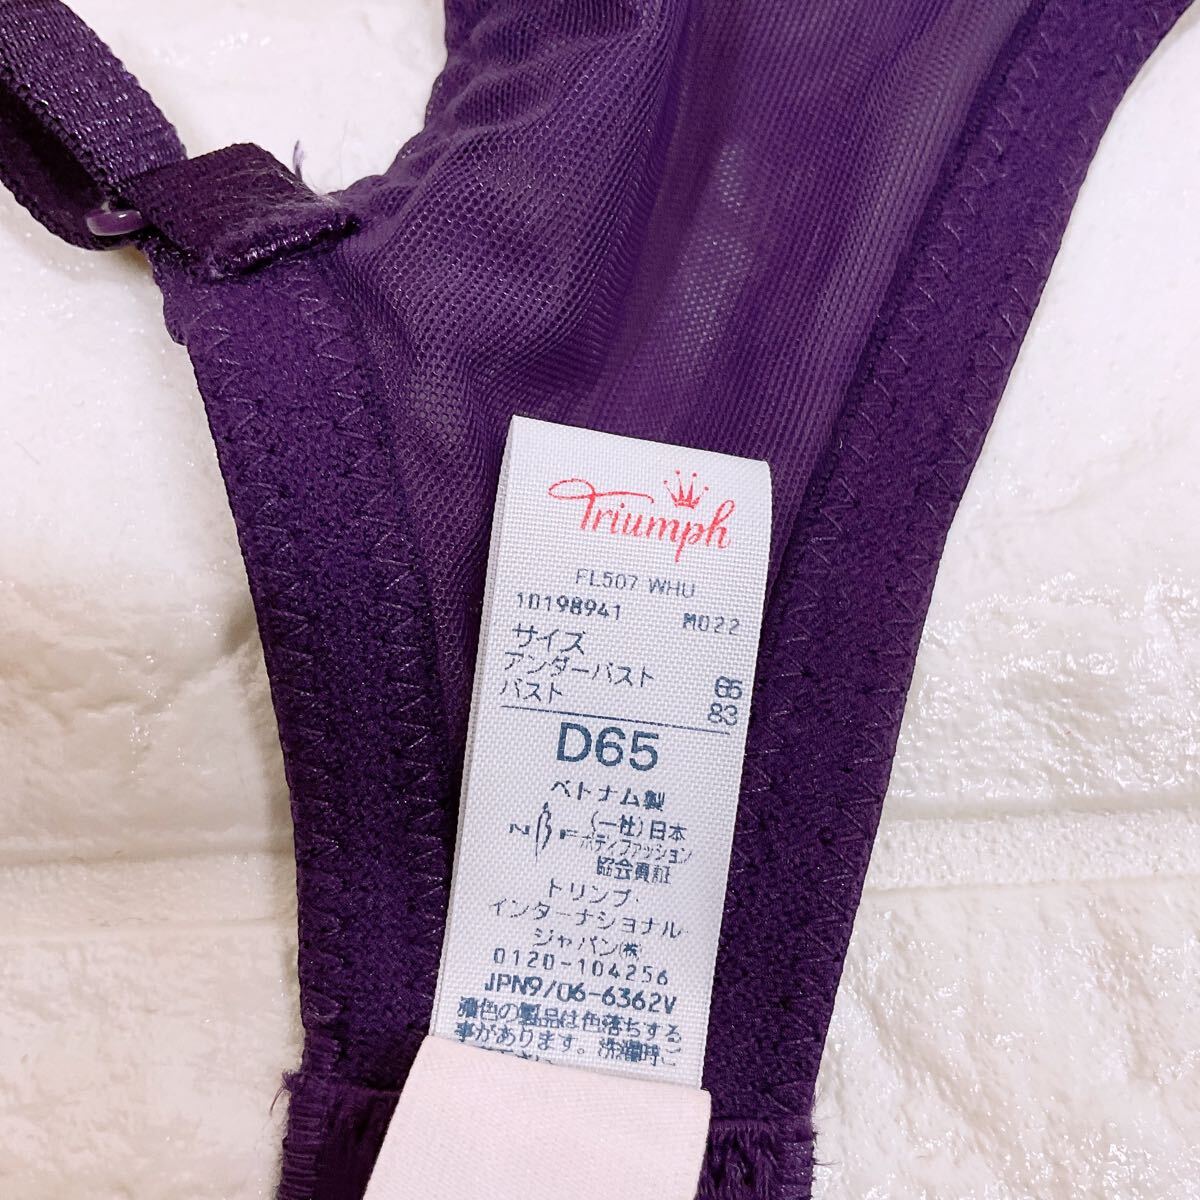 Triumph
FL507 WHU
10198941 M022
サイズ
アンダーバスト 65
バスト 83
D65
ベトナム製
NBF (一社)日本
ボディファッション
協会員証
トリンプ・
インターナショナル・
ジャパン(株)
0120-104256
JPN9/06-6362V
濃色の製品は色落ちする
事があります。洗濯時に